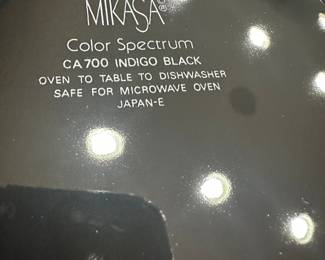 MIKASA®
Color Spectrum
CA700 INDIGO BLACK
OVEN TO TABLE TO DISHWASHER
SAFE FOR MICROWAVE OVEN
JAPAN-E